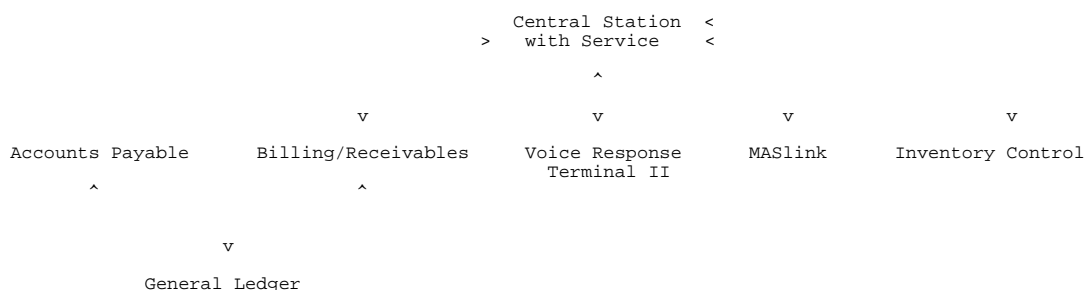 Central Station <
> with Service <
^
v v v v
Accounts Payable Billing/Receivables Voice Response MASlink Inventory Control
Terminal II
^ ^
v
General Ledger